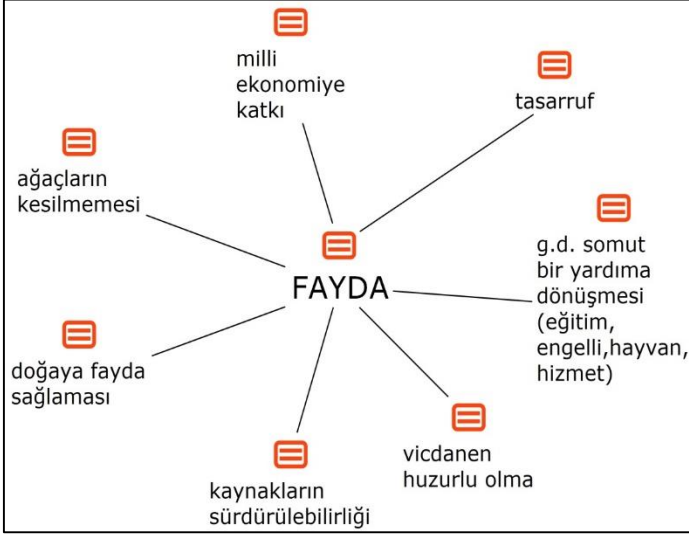 milli
ekonomiye
katkı
tasarruf
ağaçların
kesilmemesi
g.d. somut
bir yardıma
dönüşmesi
(eğitim,
engelli,hayvan,
hizmet)
FAYDA
doğaya fayda
sağlaması
vicdanen
huzurlu olma
kaynakların
sürdürülebilirliği